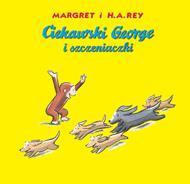 MARGRET i H.A.REY
Ciekawski George
i szczeniaczki